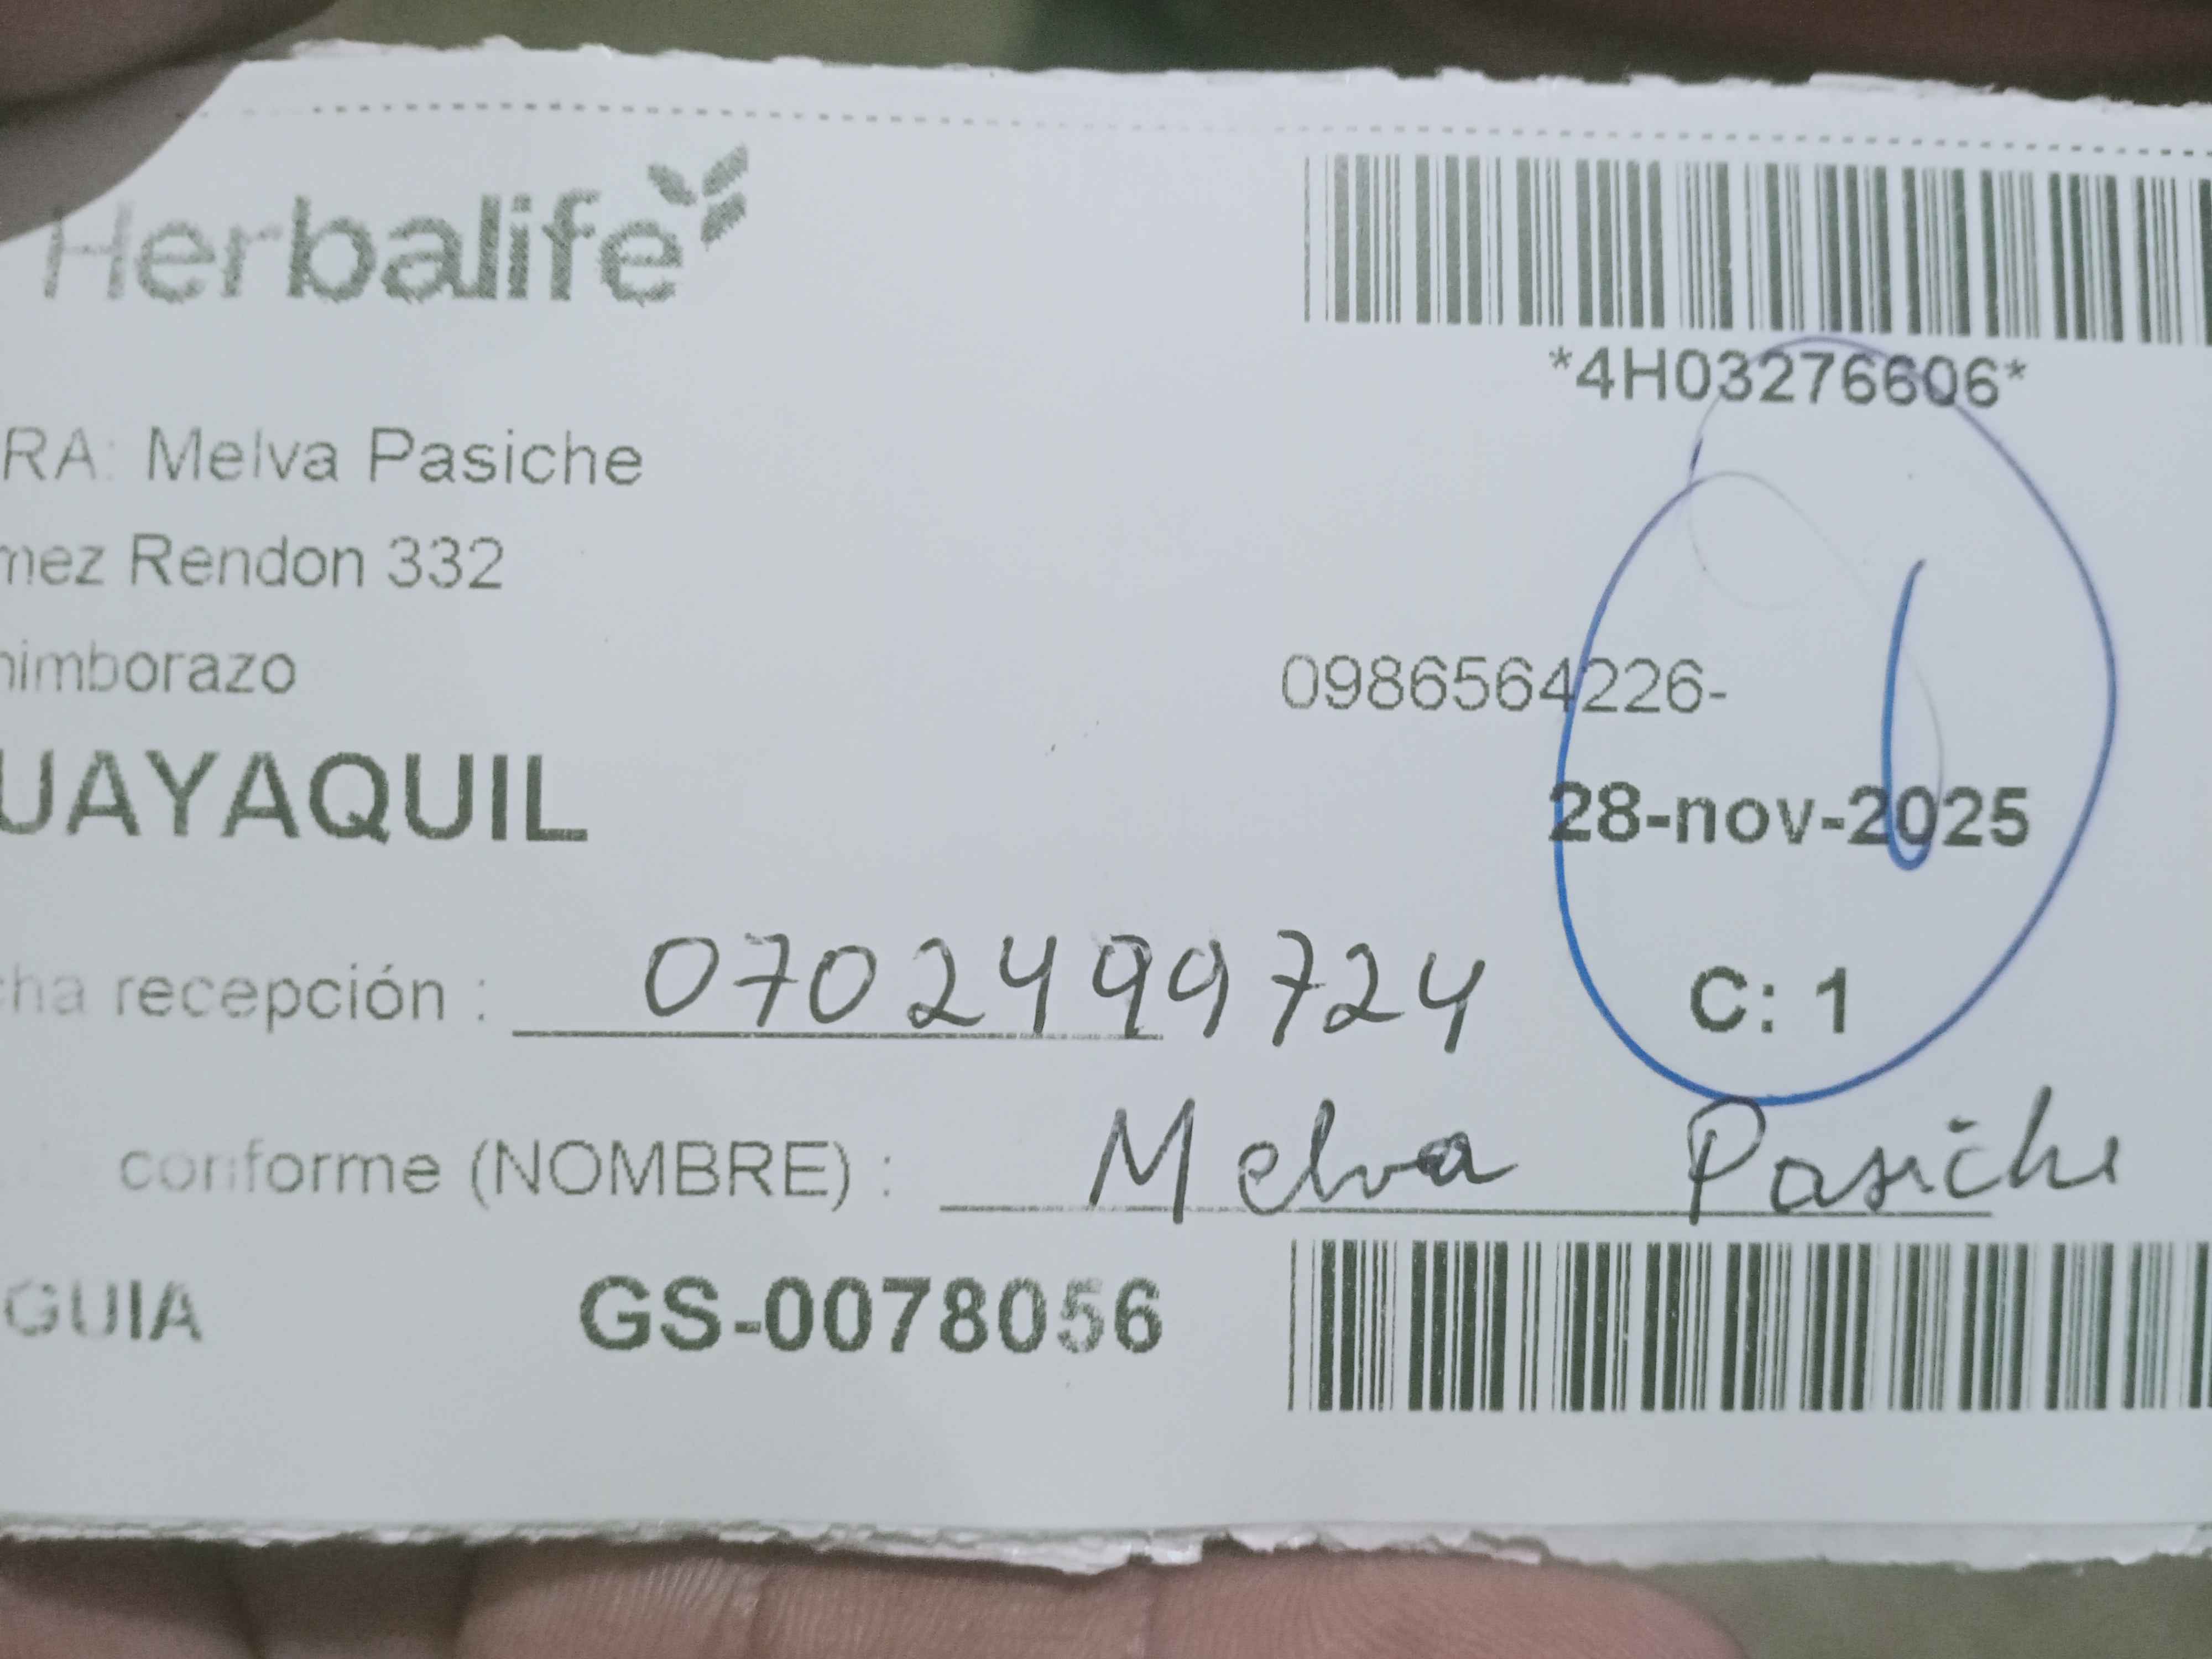 Herbalife
*4H03276606*
RA: Melva Pasiche
mez Rendon 332
himborazo
0986564226-
UAYAQUIL
28-nov-2025
cha recepción : 0702499724
C: 1
conforme (NOMBRE) : Melva Pasiche
GUIA GS-0078056